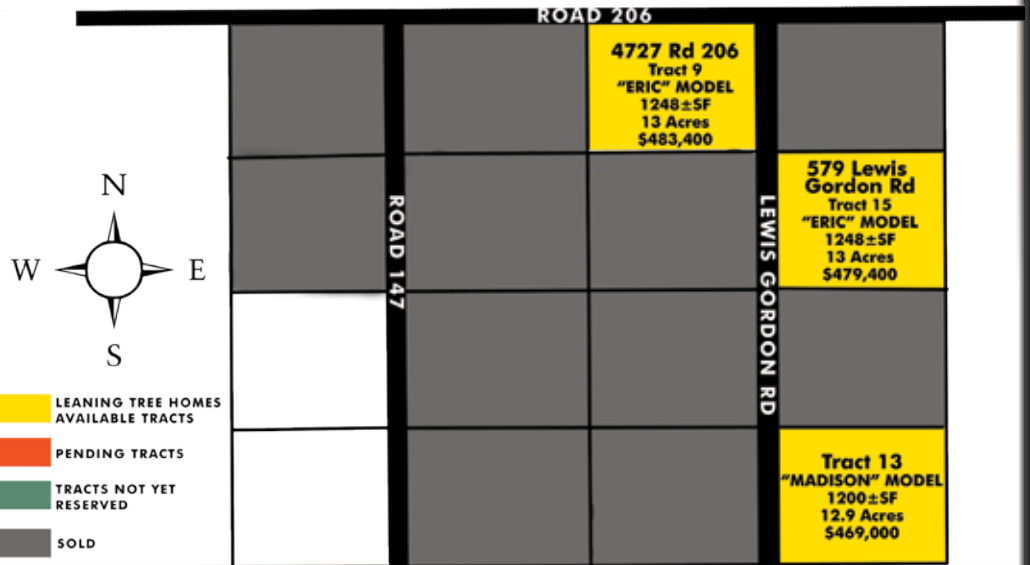 ROAD 206
4727 Rd 206
Tract 9
"ERIC" MODEL
1248±SF
13 Acres
$483,400
579 Lewis
Gordon Rd
Tract 15
"ERIC" MODEL
1248±SF
13 Acres
$479,400
ROAD 147
LEWIS GORDON RD
N
W
E
S
LEANING TREE HOMES
AVAILABLE TRACTS
PENDING TRACTS
TRACTS NOT YET
RESERVED
SOLD
Tract 13
"MADISON" MODEL
1200±SF
12.9 Acres
$469,000